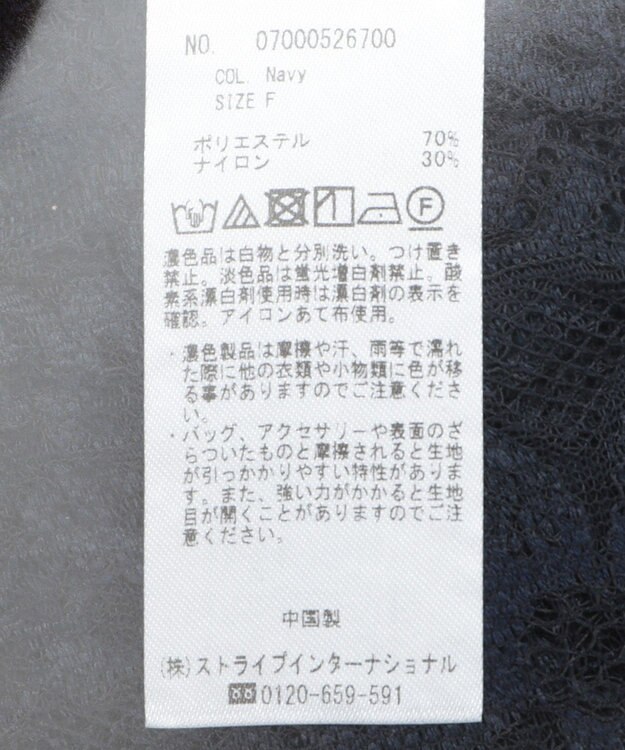 NO. 07000526700
COL. Navy
SIZE F
ポリエステル 70%
ナイロン 30%
F
濃色品は白物と分別洗い。つけ置き
禁止。淡色品は蛍光増白剤禁止。酸
素系漂白剤使用時は漂白剤の表示を
確認。アイロンあて布使用。
・濃色製品は摩擦や汗、雨等で濡れ
た際に他の衣類や小物類に色が移
る事がありますのでご注意くださ
い。
・バッグ、アクセサリーや表面のざ
らついたものと摩擦されると生地
が引っかかりやすい特性がありま
す。また、強い力がかかると生地
目が開くことがありますのでご注
意ください。
中国製
(株)ストライプインターナショナル
0120-659-591